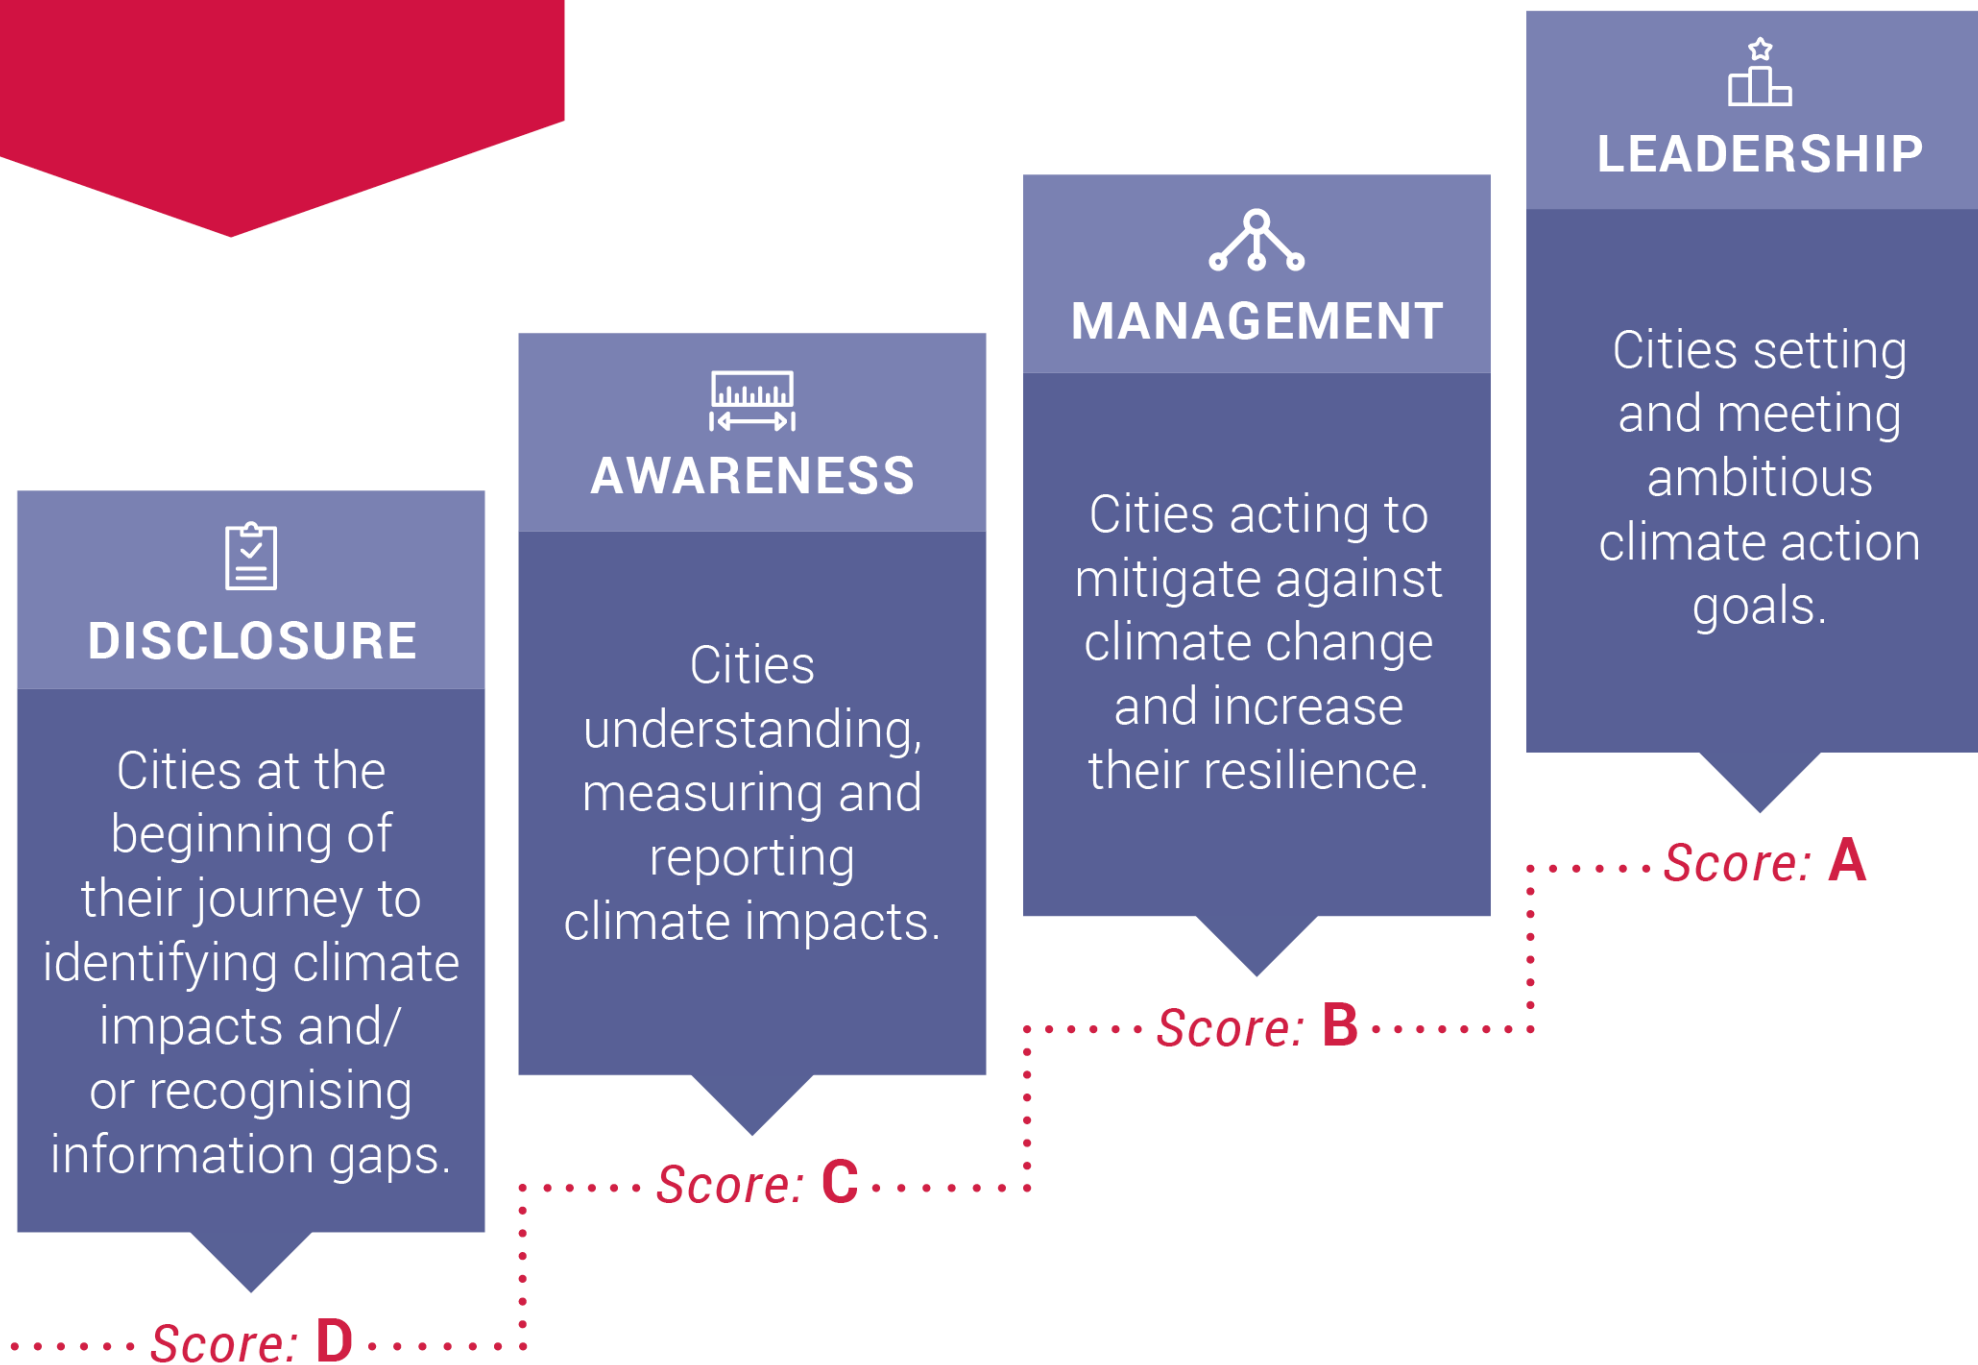 DISCLOSURE
Cities at the
beginning of
their journey to
identifying climate
impacts and/
or recognising
information gaps.
Score: D
AWARENESS
Cities
understanding,
measuring and
reporting
climate impacts.
Score: C
MANAGEMENT
Cities acting to
mitigate against
climate change
and increase
their resilience.
Score: B
LEADERSHIP
Cities setting
and meeting
ambitious
climate action
goals.
Score: A